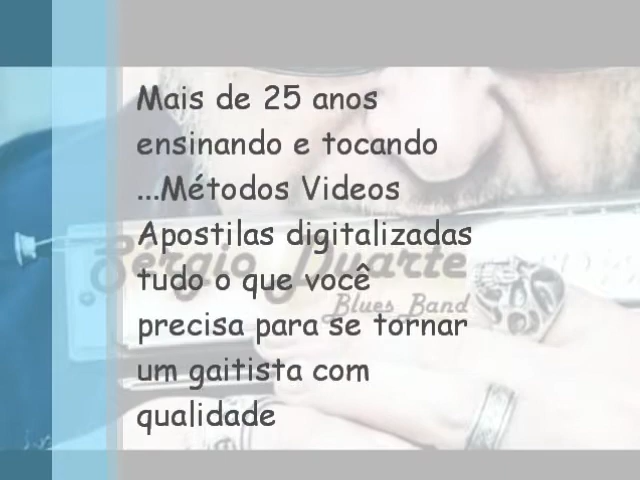 Mais de 25 anos
ensinando e tocando
...Métodos Videos
Apostilas digitalizadas
Sergio Duarte
tudo o que você
Blues Band
precisa para se tornar
um gaitista com
qualidade